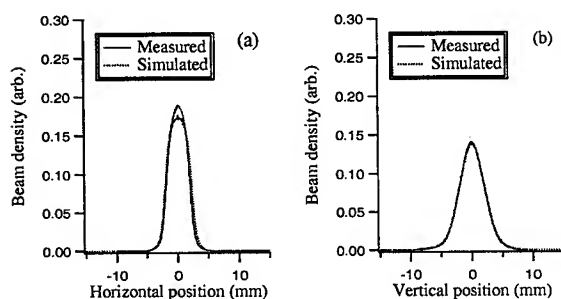 (a)
Measured
Simulated
Beam density (arb.)
0.30
0.25
0.20
0.15
0.10
0.05
0.00
-10
0
10
Horizontal position (mm)
(b)
Measured
Simulated
Beam density (arb.)
0.30
0.25
0.20
0.15
0.10
0.05
0.00
-10
0
10
Vertical position (mm)